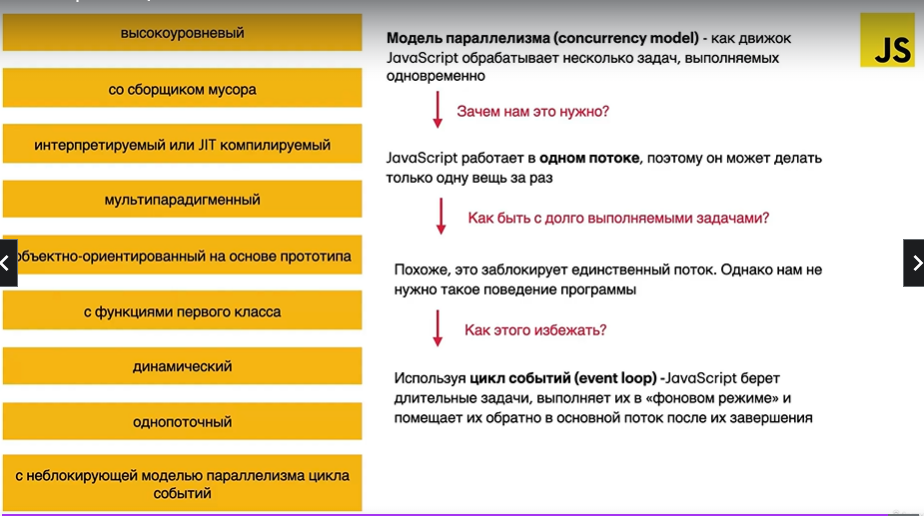 высокоуровневый
со сборщиком мусора
интерпретируемый или JIT компилируемый
мультипарадигменный
объектно-ориентированный на основе прототипа
с функциями первого класса
динамический
однопоточный
с неблокирующей моделью параллелизма цикла
событий
Модель параллелизма (concurrency model) - как движок
JavaScript обрабатывает несколько задач, выполняемых
одновременно
Зачем нам это нужно?
JavaScript работает в одном потоке, поэтому он может делать
только одну вещь за раз
Как быть с долго выполняемыми задачами?
Похоже, это заблокирует единственный поток. Однако нам не
нужно такое поведение программы
Как этого избежать?
Используя цикл событий (event loop) -JavaScript берет
длительные задачи, выполняет их в «фоновом режиме» и
помещает их обратно в основной поток после их завершения
JS